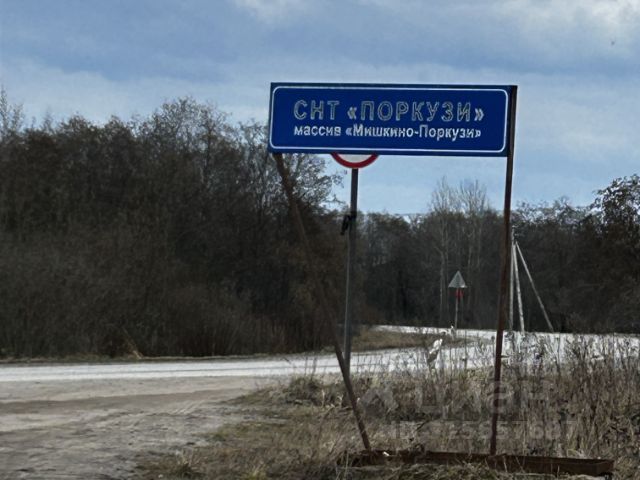 СНТ «ПОРКУЗИ»
массив «Мишкино-Поркузи»